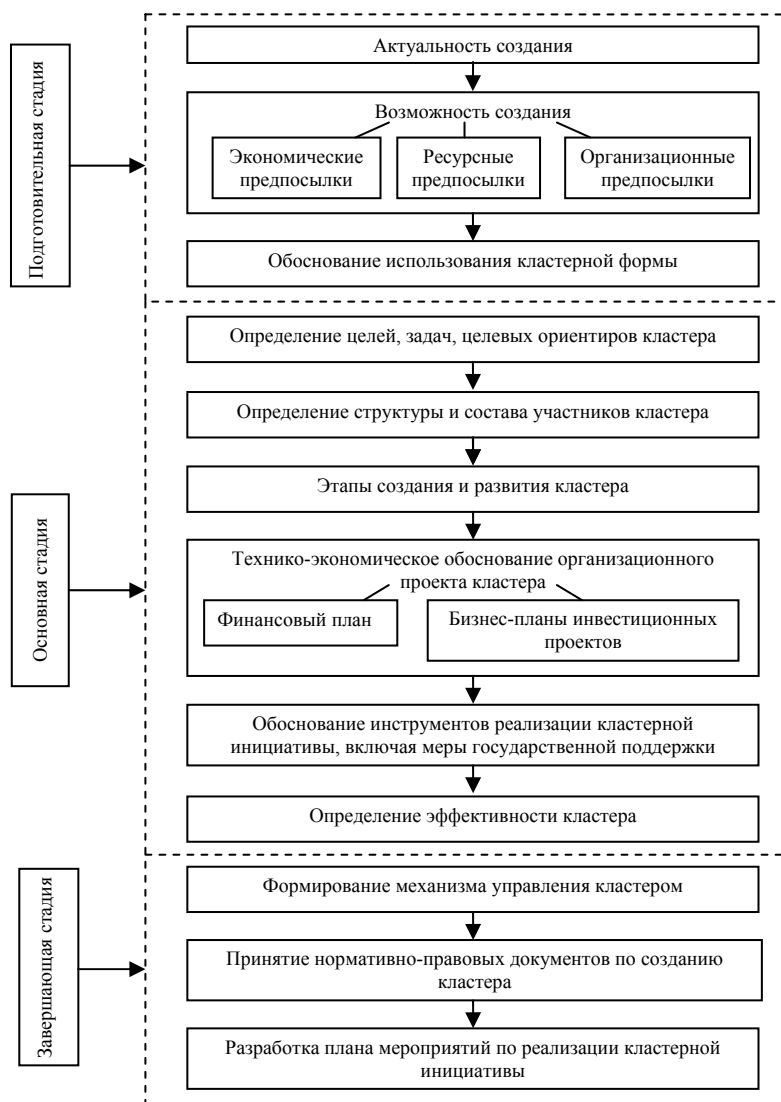 Подготовительная стадия
Актуальность создания
Возможность создания
Экономические
предпосылки
Ресурсные
предпосылки
Организационные
предпосылки
Обоснование использования кластерной формы
Основная стадия
Определение целей, задач, целевых ориентиров кластера
Определение структуры и состава участников кластера
Этапы создания и развития кластера
Технико-экономическое обоснование организационного
проекта кластера
Финансовый план
Бизнес-планы инвестиционных
проектов
Обоснование инструментов реализации кластерной
инициативы, включая меры государственной поддержки
Определение эффективности кластера
Завершающая стадия
Формирование механизма управления кластером
Принятие нормативно-правовых документов по созданию
кластера
Разработка плана мероприятий по реализации кластерной
инициативы